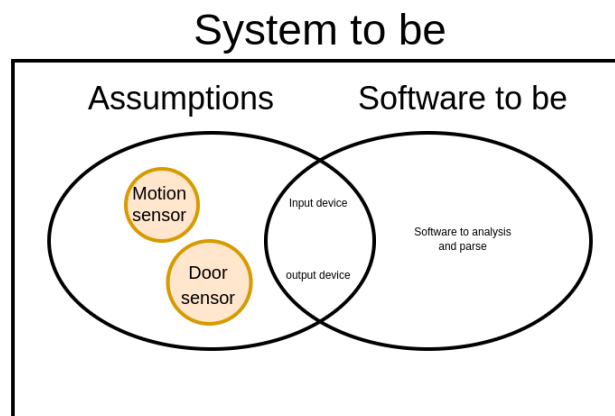 System to be
Assumptions
Software to be
Motion
sensor
Door
sensor
Input device
output device
Software to analysis
and parse